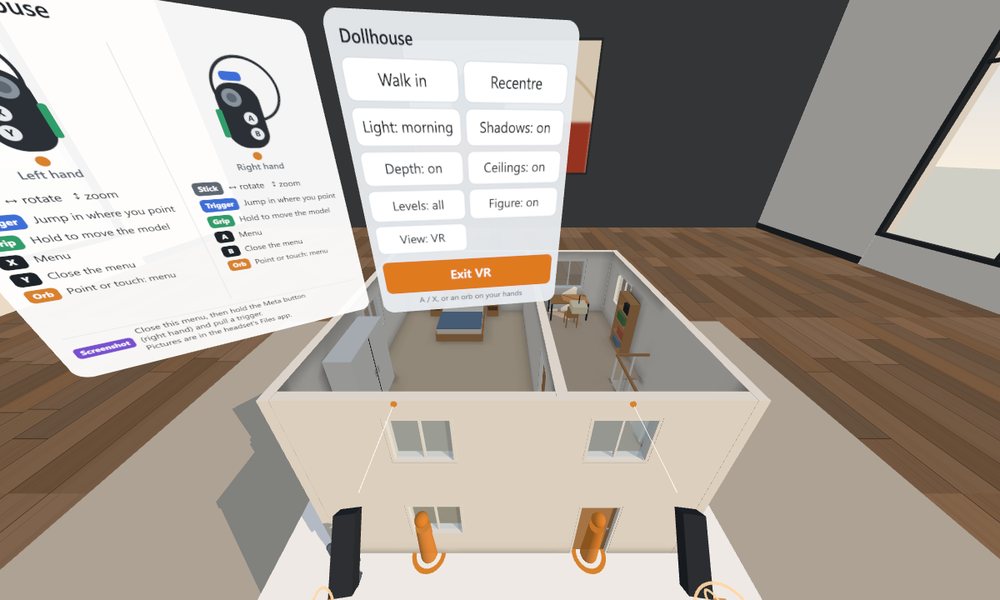 Left hand
rotate ↕ zoom
Jump in where you point
Hold to move the model
X Menu
Y Close the menu
Orb Point or touch: menu
A
B
Right hand
Stick ↔ rotate ↕ zoom
Trigger Jump in where you point
Grip Hold to move the model
A Menu
B Close the menu
Orb Point or touch: menu
Close this menu, then hold the Meta button
(right hand) and pull a trigger.
Screenshot Pictures are in the headset's Files app.
Dollhouse
Walk in
Recentre
Light: morning
Shadows: on
Depth: on
Ceilings: on
Levels: all
Figure: on
View: VR
Exit VR
A / X, or an orb on your hands